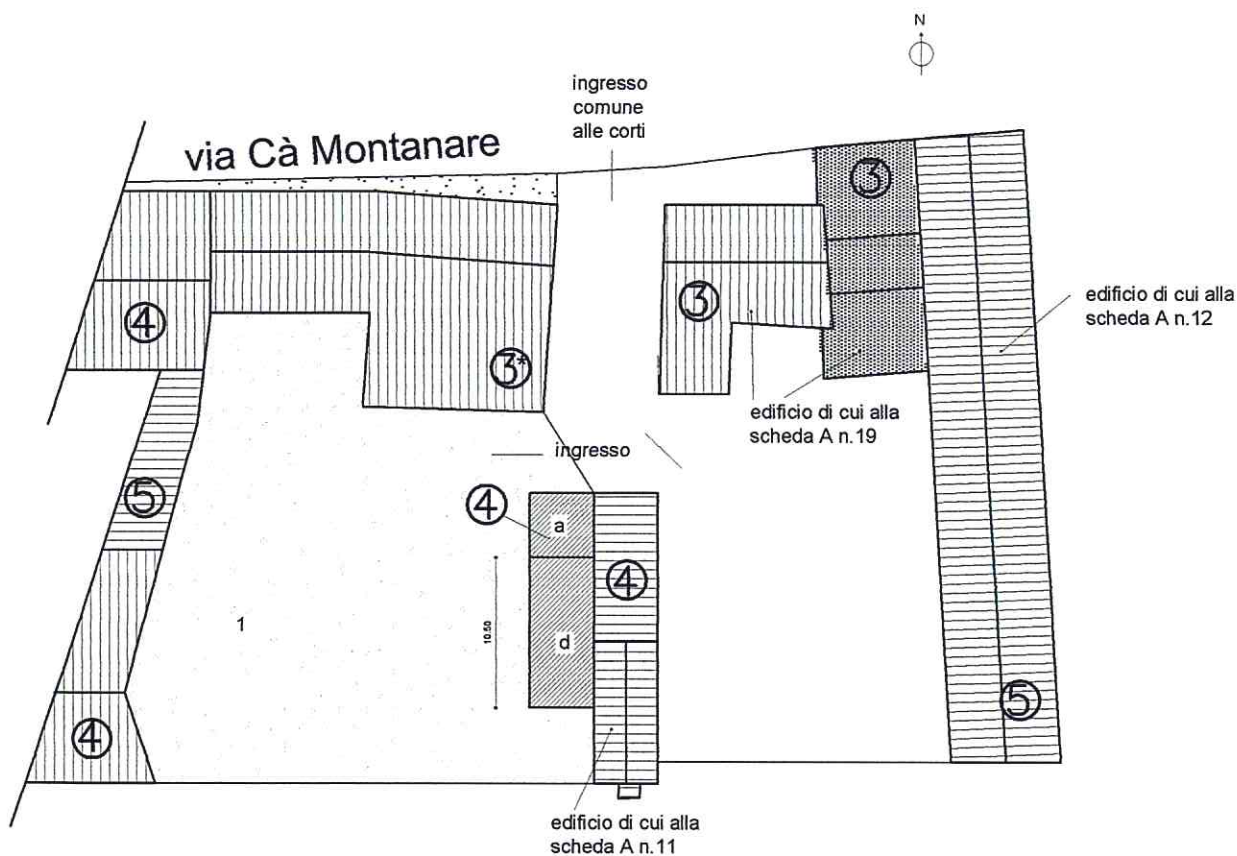 N
ingresso
comune
alle corti
via Cà Montanare
3
3
4
edificio di cui alla
scheda A n.12
3*
edificio di cui alla
scheda A n.19
ingresso
5
4
a
4
10.50
1
d
5
4
edificio di cui alla
scheda A n.11